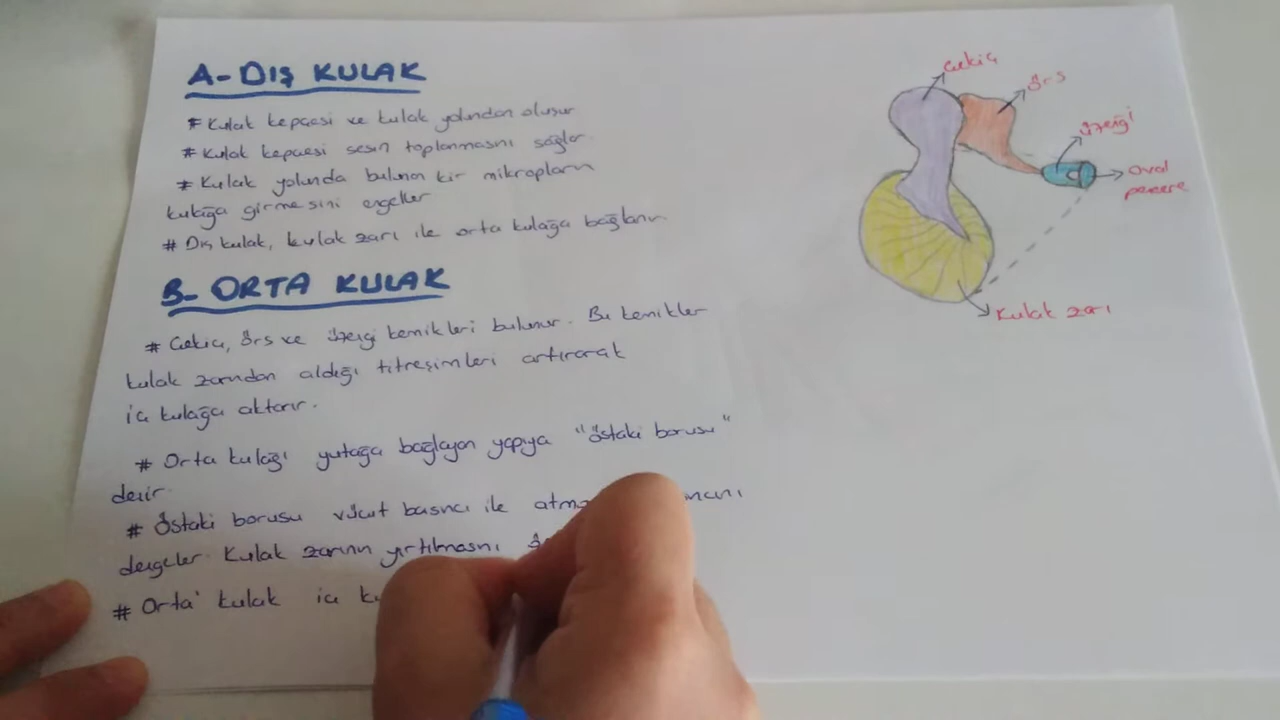 A- DIŞ KULAK
* Kulak kepçesi ve kulak yolundan oluşur
* Kulak kepçesi sesin toplanmasını sağlar.
* Kulak yolunda bulunan kir mikropların
kulağa girmesini engeller
* Dış kulak, kulak zarı ile orta kulağa bağlanır
B- ORTA KULAK
* Çekiç, örs ve üzengi kemikleri bulunur. Bu kemikler
kulak zarından aldığı titreşimleri artırarak
iç kulağa aktarır.
* Orta kulağı yutağa bağlayan yapıya "östaki borusu"
denir.
* Östaki borusu vücut basıncı ile
dengeler. Kulak zarının yırtılmasını
* Orta kulak iç
Çekiç
örs
üzengi
oval
pencere
Kulak zarı